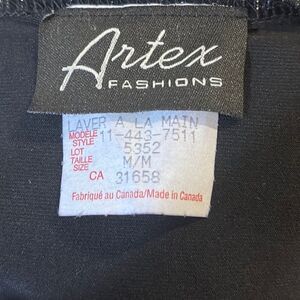 Artex
FASHIONS
LAVER A LA MAIN
MODELE
STYLE 11-443-7511
LOT 5352
TAILLE
SIZE M/M
CA 31658
Fabriqué au Canada/Made in Canada